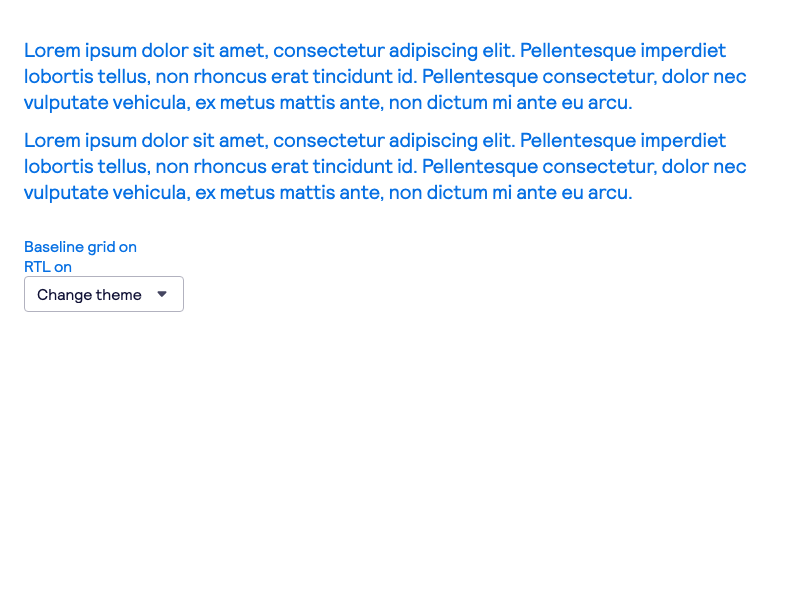 Lorem ipsum dolor sit amet, consectetur adipiscing elit. Pellentesque imperdiet
lobortis tellus, non rhoncus erat tincidunt id. Pellentesque consectetur, dolor nec
vulputate vehicula, ex metus mattis ante, non dictum mi ante eu arcu.
Lorem ipsum dolor sit amet, consectetur adipiscing elit. Pellentesque imperdiet
lobortis tellus, non rhoncus erat tincidunt id. Pellentesque consectetur, dolor nec
vulputate vehicula, ex metus mattis ante, non dictum mi ante eu arcu.
Baseline grid on
RTL on
Change theme